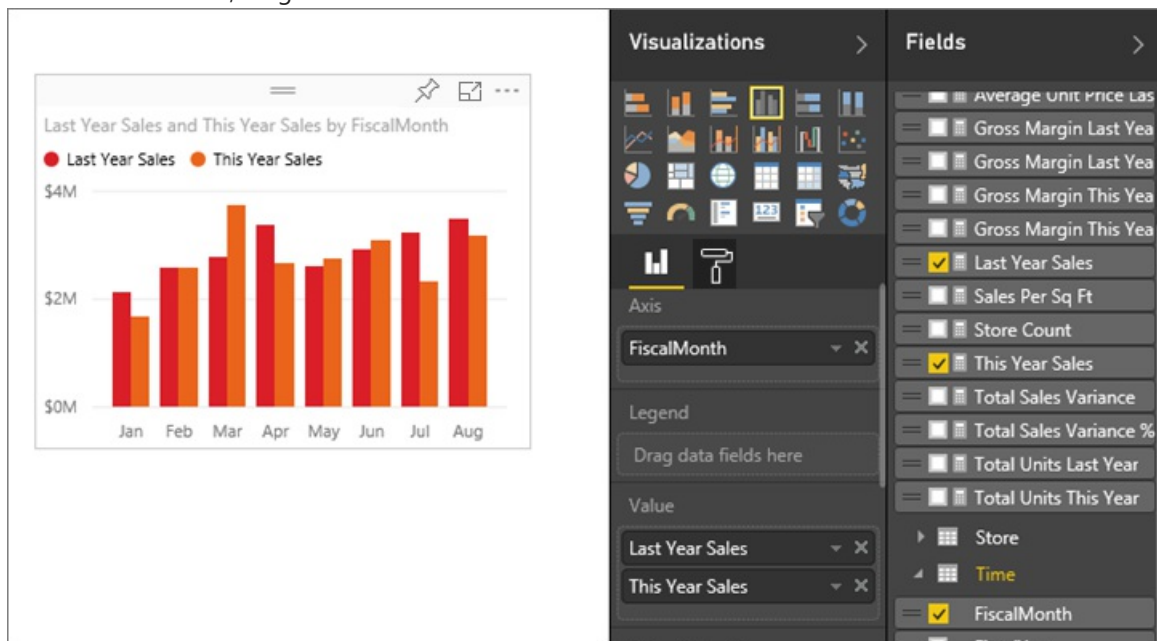 Last Year Sales and This Year Sales by FiscalMonth
Last Year Sales This Year Sales
$4M
$2M
$0M
Jan Feb Mar Apr May Jun Jul Aug
Visualizations
123
Axis
FiscalMonth
Legend
Drag data fields here
Value
Last Year Sales
This Year Sales
Fields
Average Unit Price Las
Gross Margin Last Yea
Gross Margin Last Yea
Gross Margin This Yea
Gross Margin This Yea
Last Year Sales
Sales Per Sq Ft
Store Count
This Year Sales
Total Sales Variance
Total Sales Variance %
Total Units Last Year
Total Units This Year
Store
Time
FiscalMonth